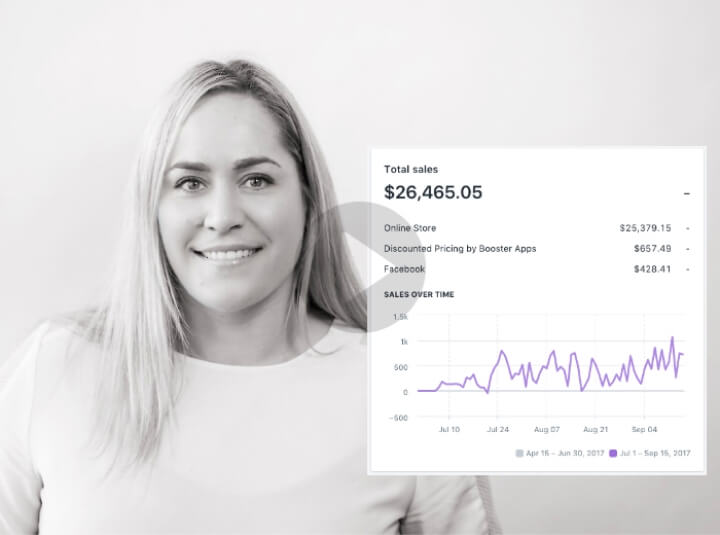 Total sales
$26,465.05 -
Online Store $25,379.15 -
Discounted Pricing by Booster Apps $657.49 -
Facebook $428.41 -
SALES OVER TIME
1.5k
1k
500
0
-500
Jul 10 Jul 24 Aug 07 Aug 21 Sep 04
Apr 15 – Jun 30, 2017 Jul 1 – Sep 15, 2017